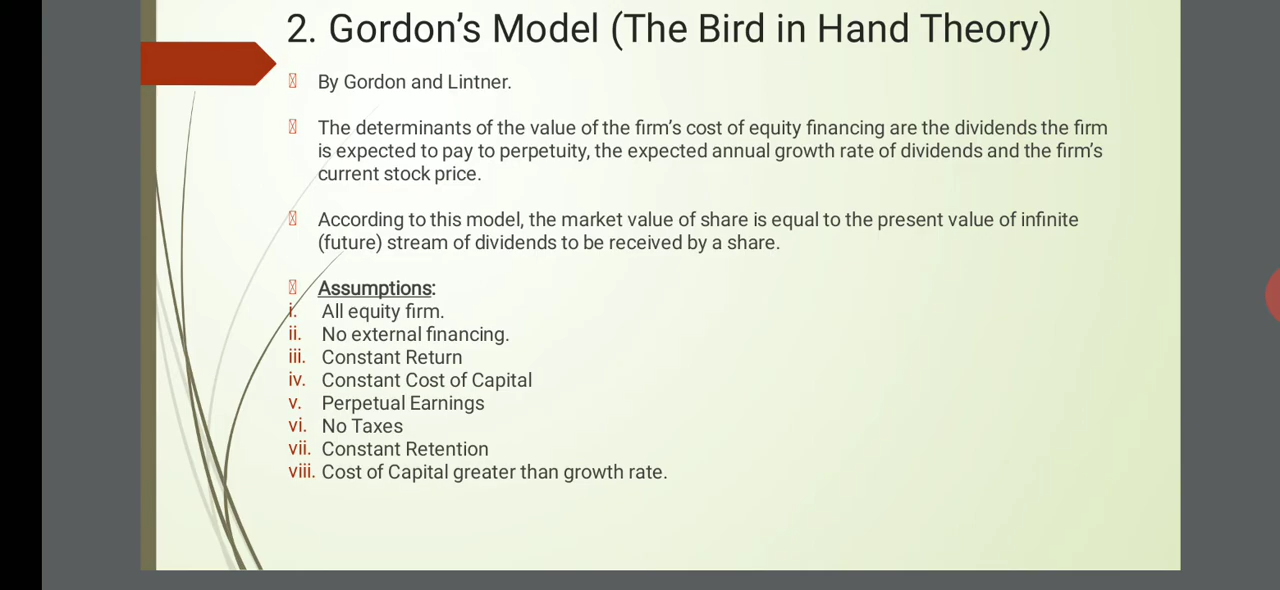 2. Gordon's Model (The Bird in Hand Theory)
By Gordon and Lintner.
The determinants of the value of the firm's cost of equity financing are the dividends the firm
is expected to pay to perpetuity, the expected annual growth rate of dividends and the firm's
current stock price.
According to this model, the market value of share is equal to the present value of infinite
(future) stream of dividends to be received by a share.
Assumptions:
i. All equity firm.
ii. No external financing.
iii. Constant Return
iv. Constant Cost of Capital
v. Perpetual Earnings
vi. No Taxes
vii. Constant Retention
viii. Cost of Capital greater than growth rate.